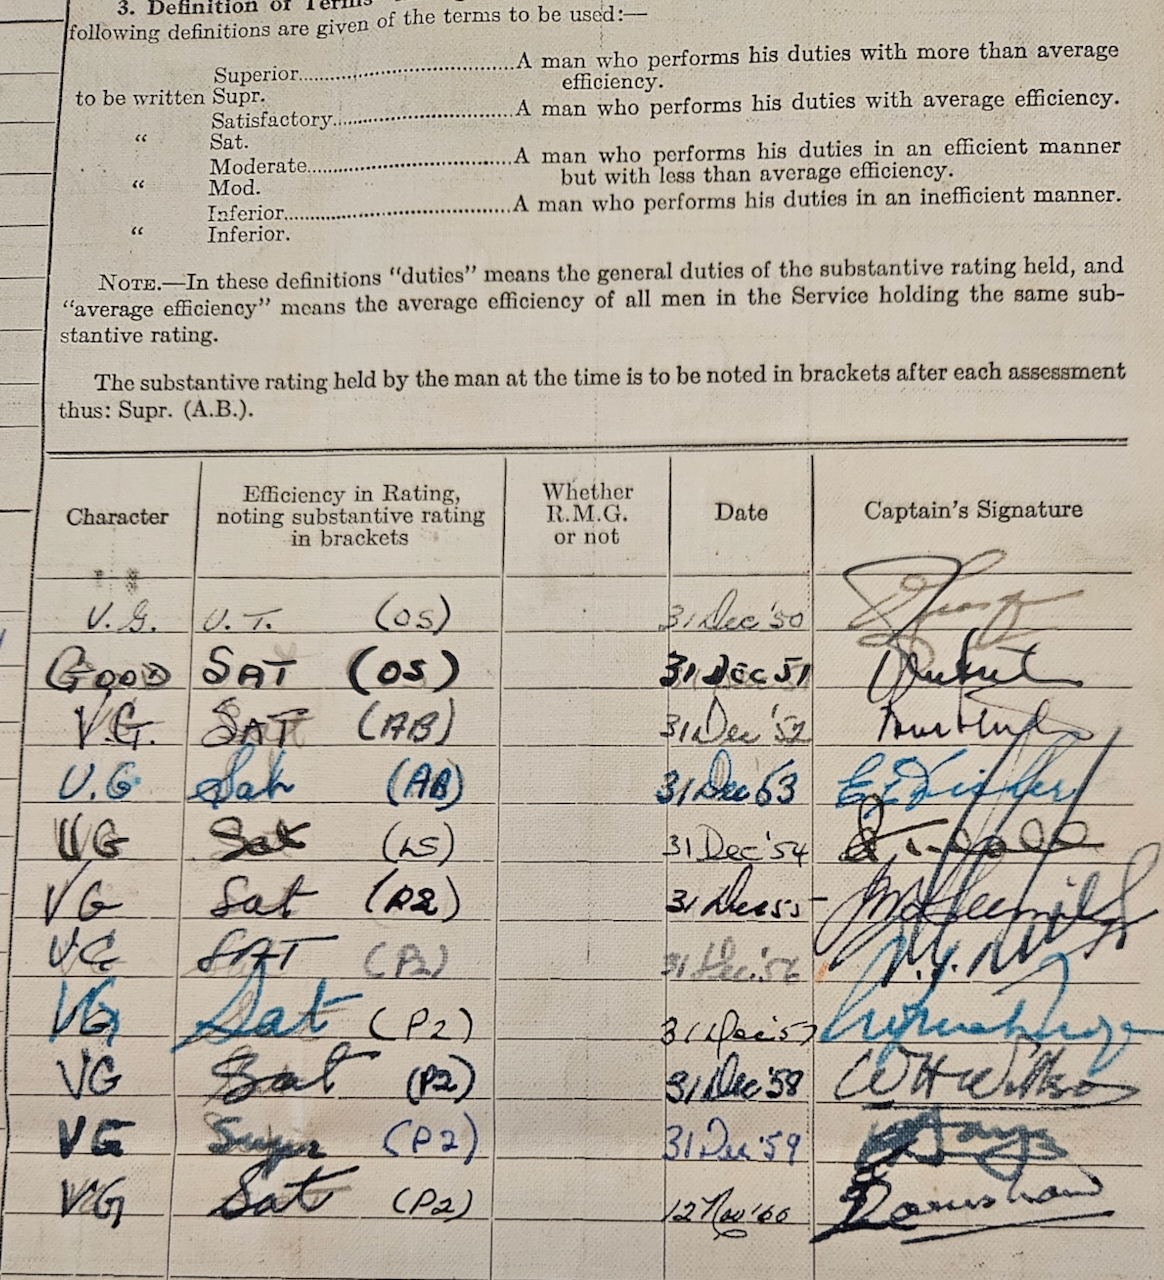 3. Definition of Terms
following definitions are given of the terms to be used:—
Superior..........A man who performs his duties with more than average
efficiency.
to be written Supr.
Satisfactory..........A man who performs his duties with average efficiency.
“ Sat.
Moderate..........A man who performs his duties in an efficient manner
but with less than average efficiency.
“ Mod.
Inferior..........A man who performs his duties in an inefficient manner.
“ Inferior.
NOTE.—In these definitions "duties" means the general duties of the substantive rating held, and
"average efficiency" means the average efficiency of all men in the Service holding the same sub-
stantive rating.
The substantive rating held by the man at the time is to be noted in brackets after each assessment
thus: Supr. (A.B.).
Character
Efficiency in Rating,
noting substantive rating
in brackets
Whether
R.M.G.
or not
Date
Captain's Signature
V.G. U.T. (OS) 31 Dec '50
GOOD SAT (OS) 31 Dec 51
V.G. SAT (AB) 31 Dec '52
V.G Sat (AB) 31 Dec 53
VG Sat (LS) 31 Dec '54
VG Sat (P2) 31 Dec 55
VG SAT (P2) 31 Dec '56
VG Sat (P2) 31 Dec '57
VG Sat (P2) 31 Dec '58 WH Willson
VG Supr (P2) 31 Dec '59
VG Sat (P2) 12 Nov '60